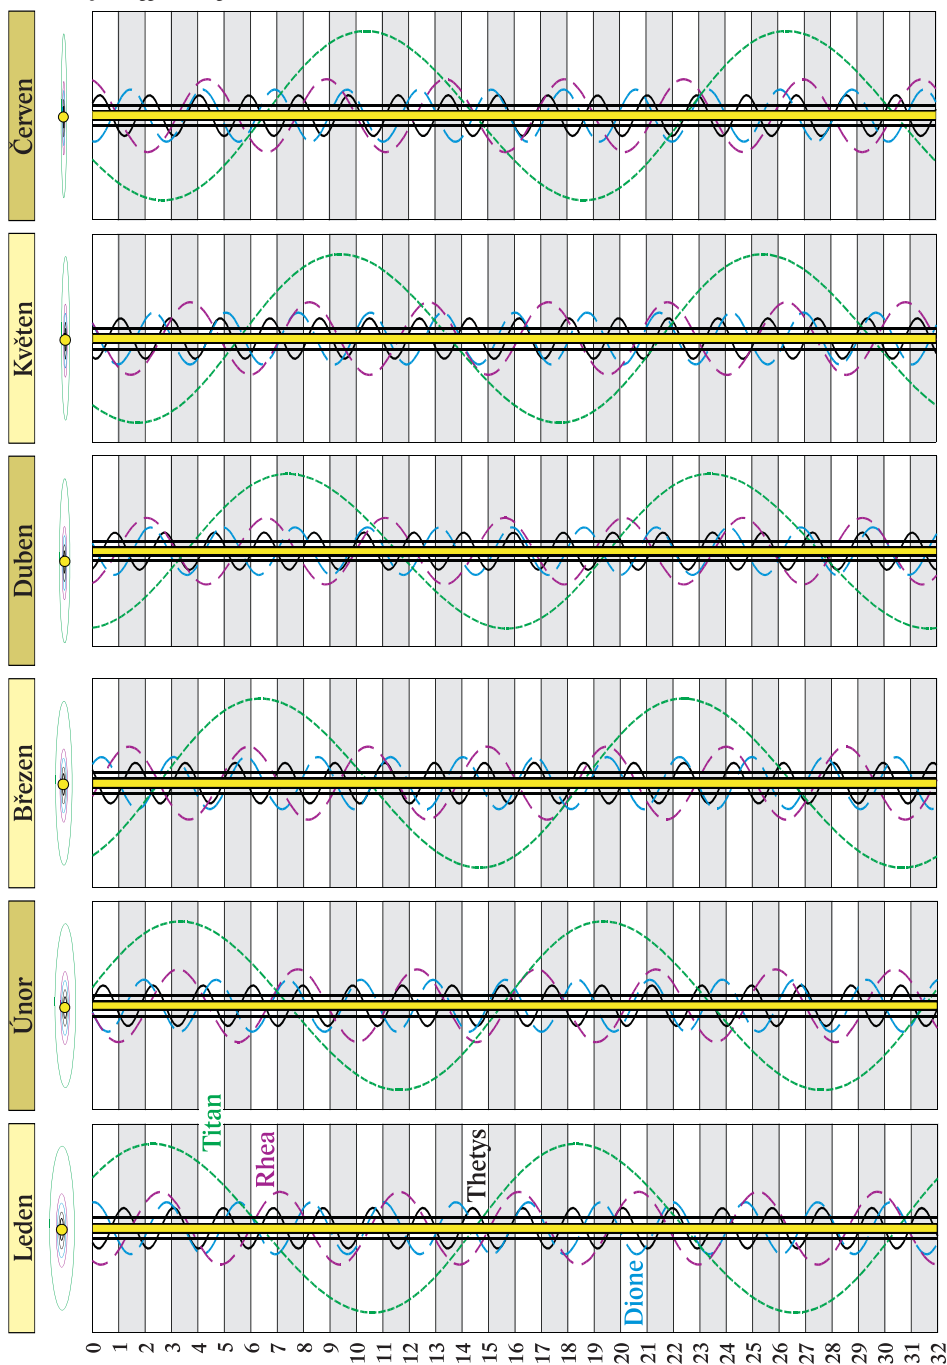 Červen
Květen
Duben
Březen
Únor
Leden
Titan
Rhea
Thetys
Dione
0 1 2 3 4 5 6 7 8 9 10 11 12 13 14 15 16 17 18 19 20 21 22 23 24 25 26 27 28 29 30 31 32